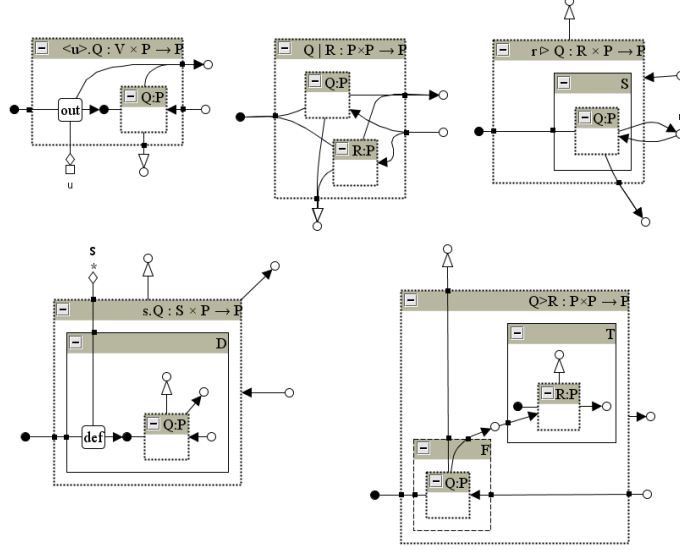 <u>.Q : V × P → P
Q:P
out
u
Q | R : P×P → P
Q:P
R:P
r ▷ Q : R × P → P
S
Q:P
r
s
*
s.Q : S × P → P
D
Q:P
def
Q>R : P×P → P
T
R:P
F
Q:P